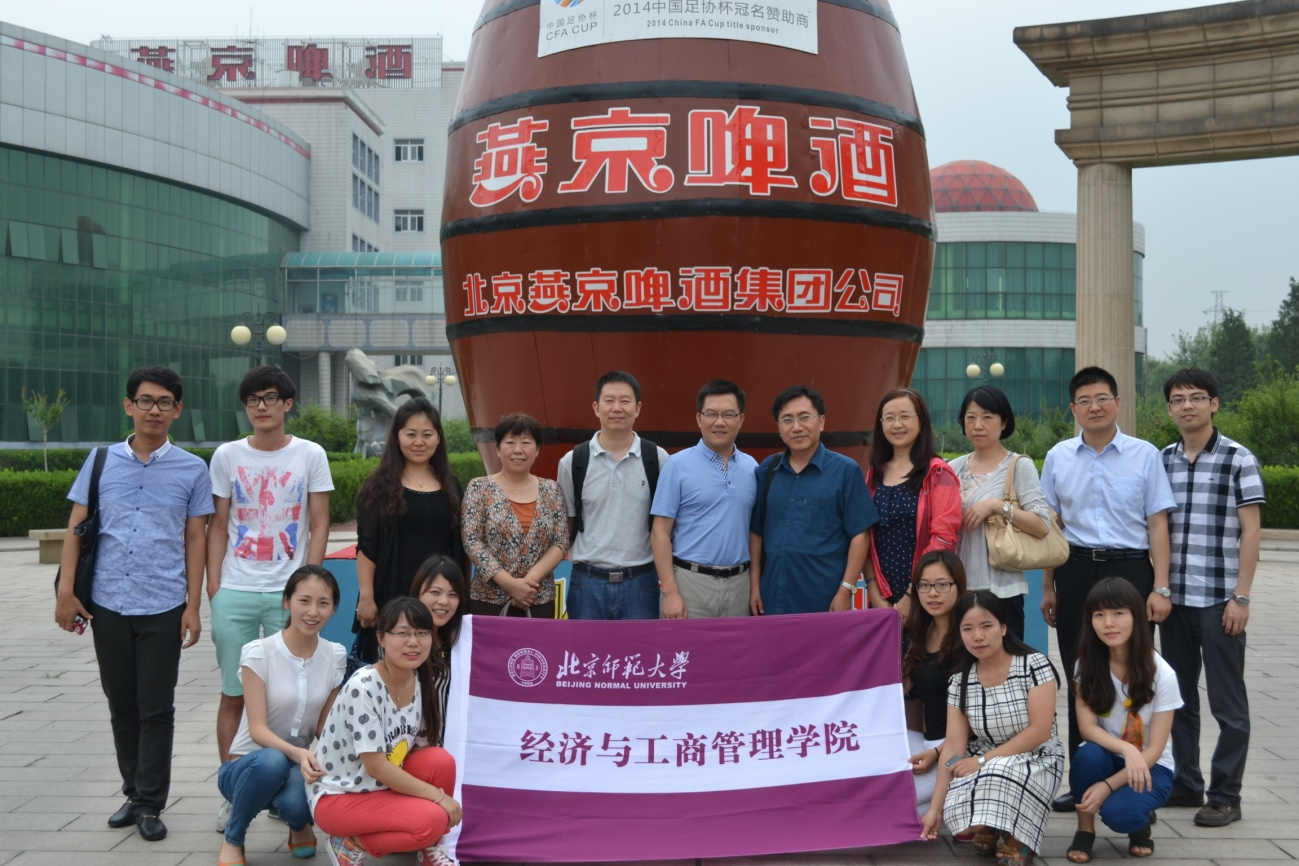 燕京啤酒
中国足协杯
CFA CUP
2014中国足协杯冠名赞助商
2014 China FA Cup title sponsor
燕京啤酒
北京燕京啤酒集团公司
北京师范大学
BEIJING NORMAL UNIVERSITY
经济与工商管理学院